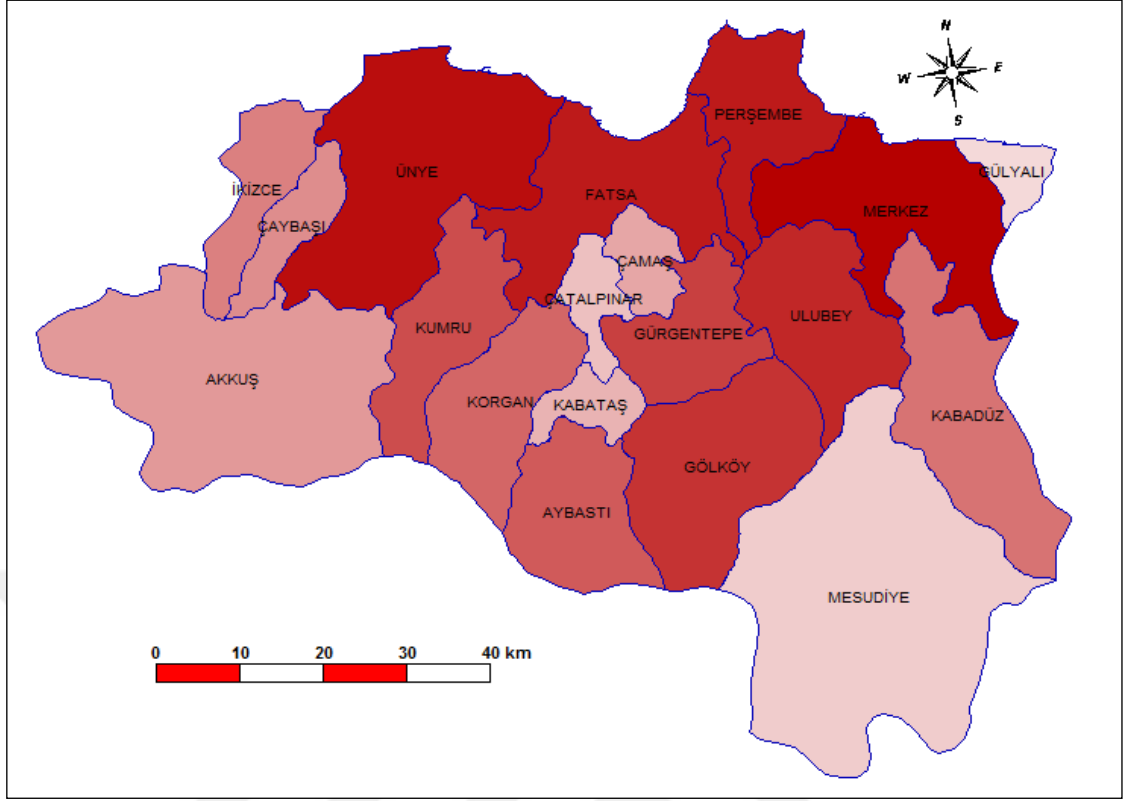 N
W E
S
PERŞEMBE
ÜNYE
GÜLYALI
İKİZCE
FATSA
MERKEZ
ÇAYBAŞI
ÇAMAŞ
ÇATALPINAR
ULUBEY
KUMRU
GÜRGENTEPE
AKKUŞ
KORGAN
KABATAŞ
KABADÜZ
GÖLKÖY
AYBASTI
MESUDİYE
0 10 20 30 40 km